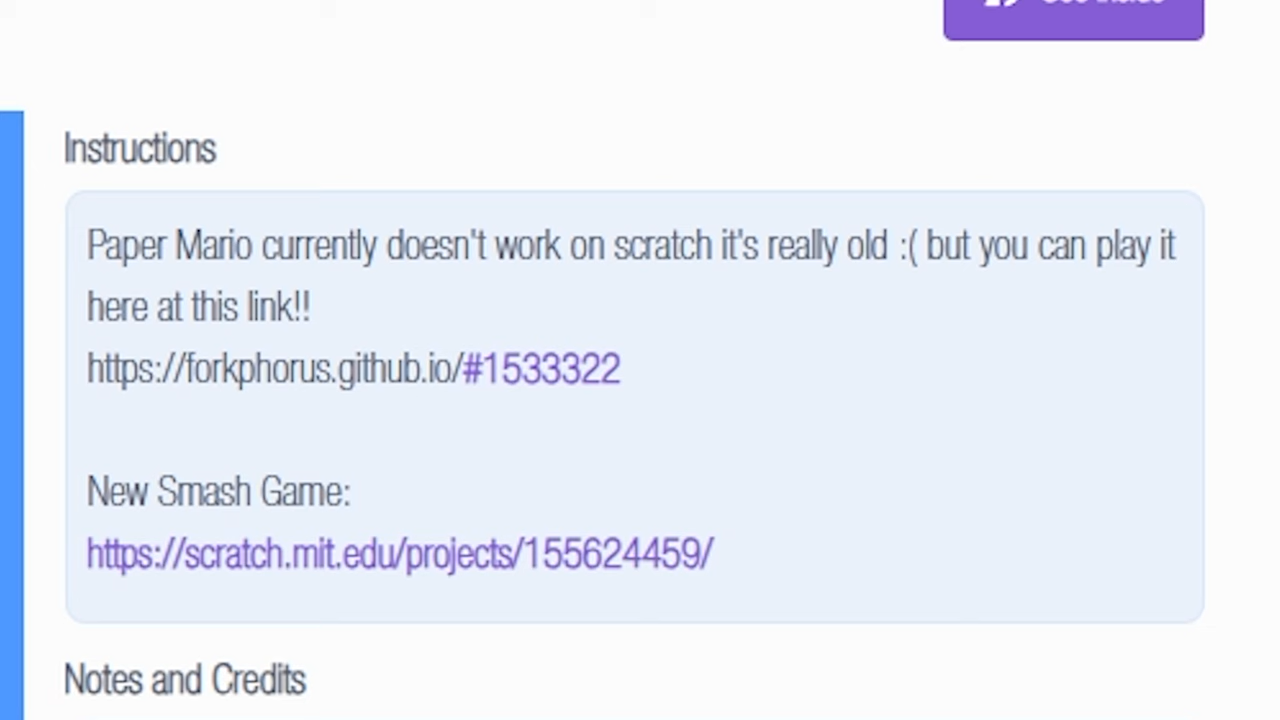 Instructions
Paper Mario currently doesn't work on scratch it's really old :( but you can play it
here at this link!!
https://forkphorus.github.io/#1533322
New Smash Game:
https://scratch.mit.edu/projects/155624459/
Notes and Credits